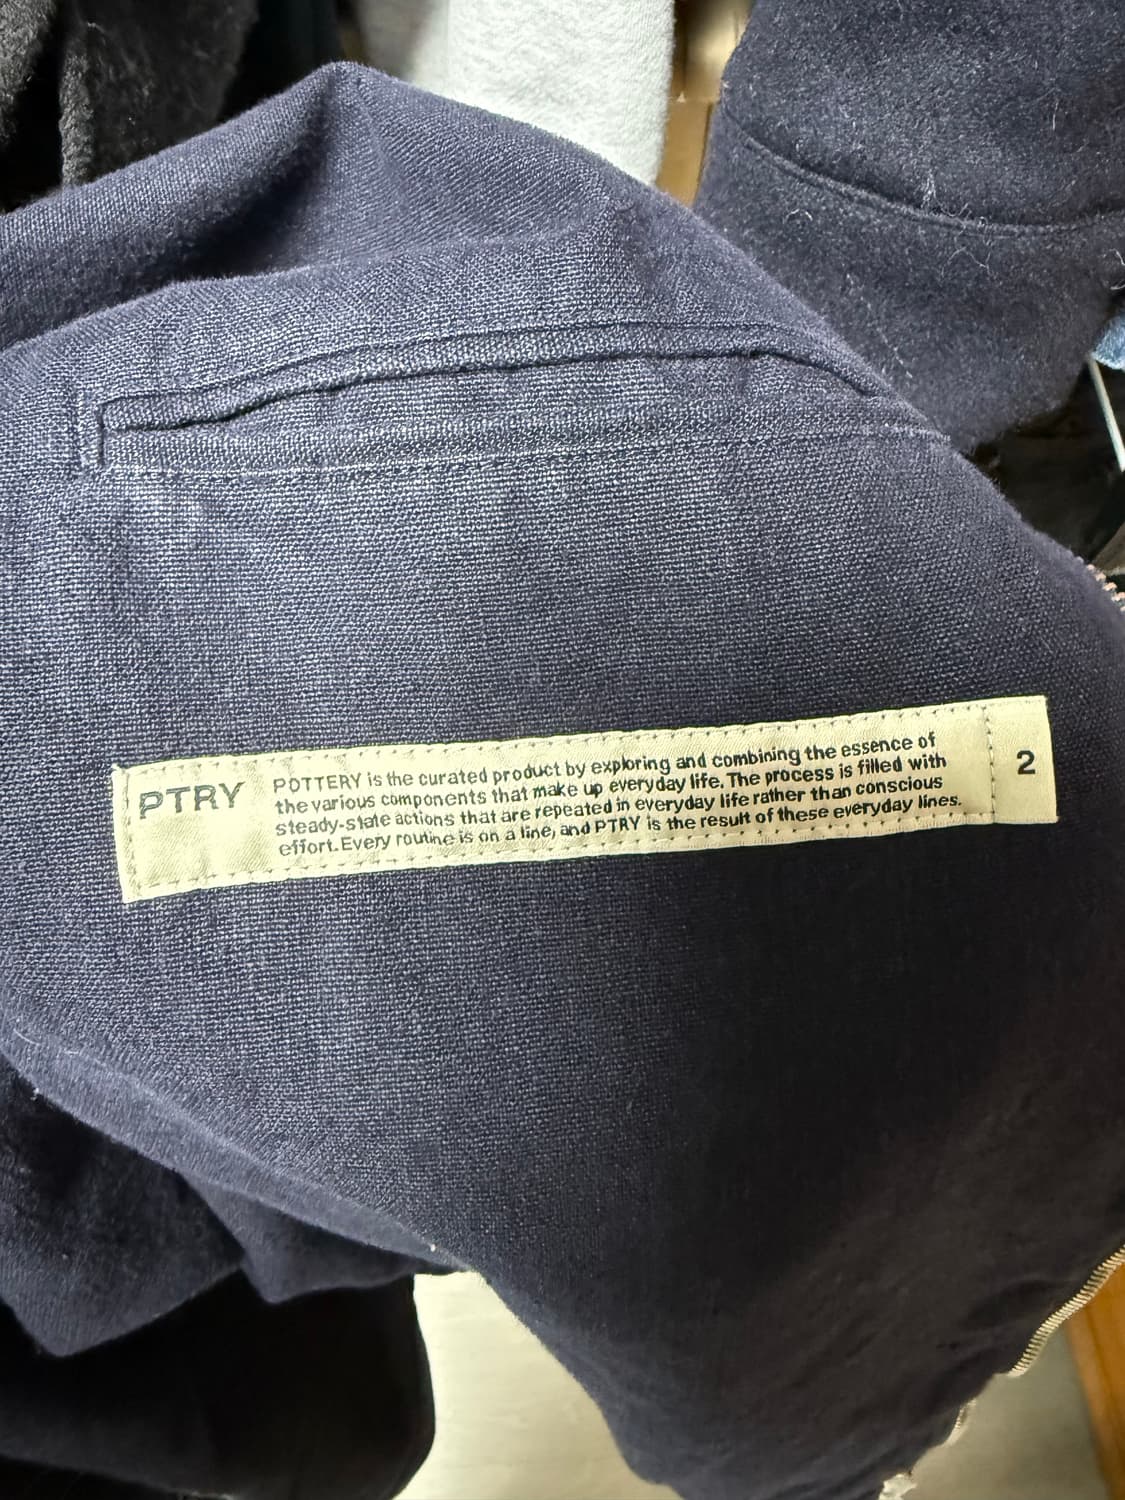 PTRY
POTTERY is the curated product by exploring and combining the essence of
the various components that make up everyday life. The process is filled with
steady-state actions that are repeated in everyday life rather than conscious
effort. Every routine is on a line, and PTRY is the result of these everyday lines.
2